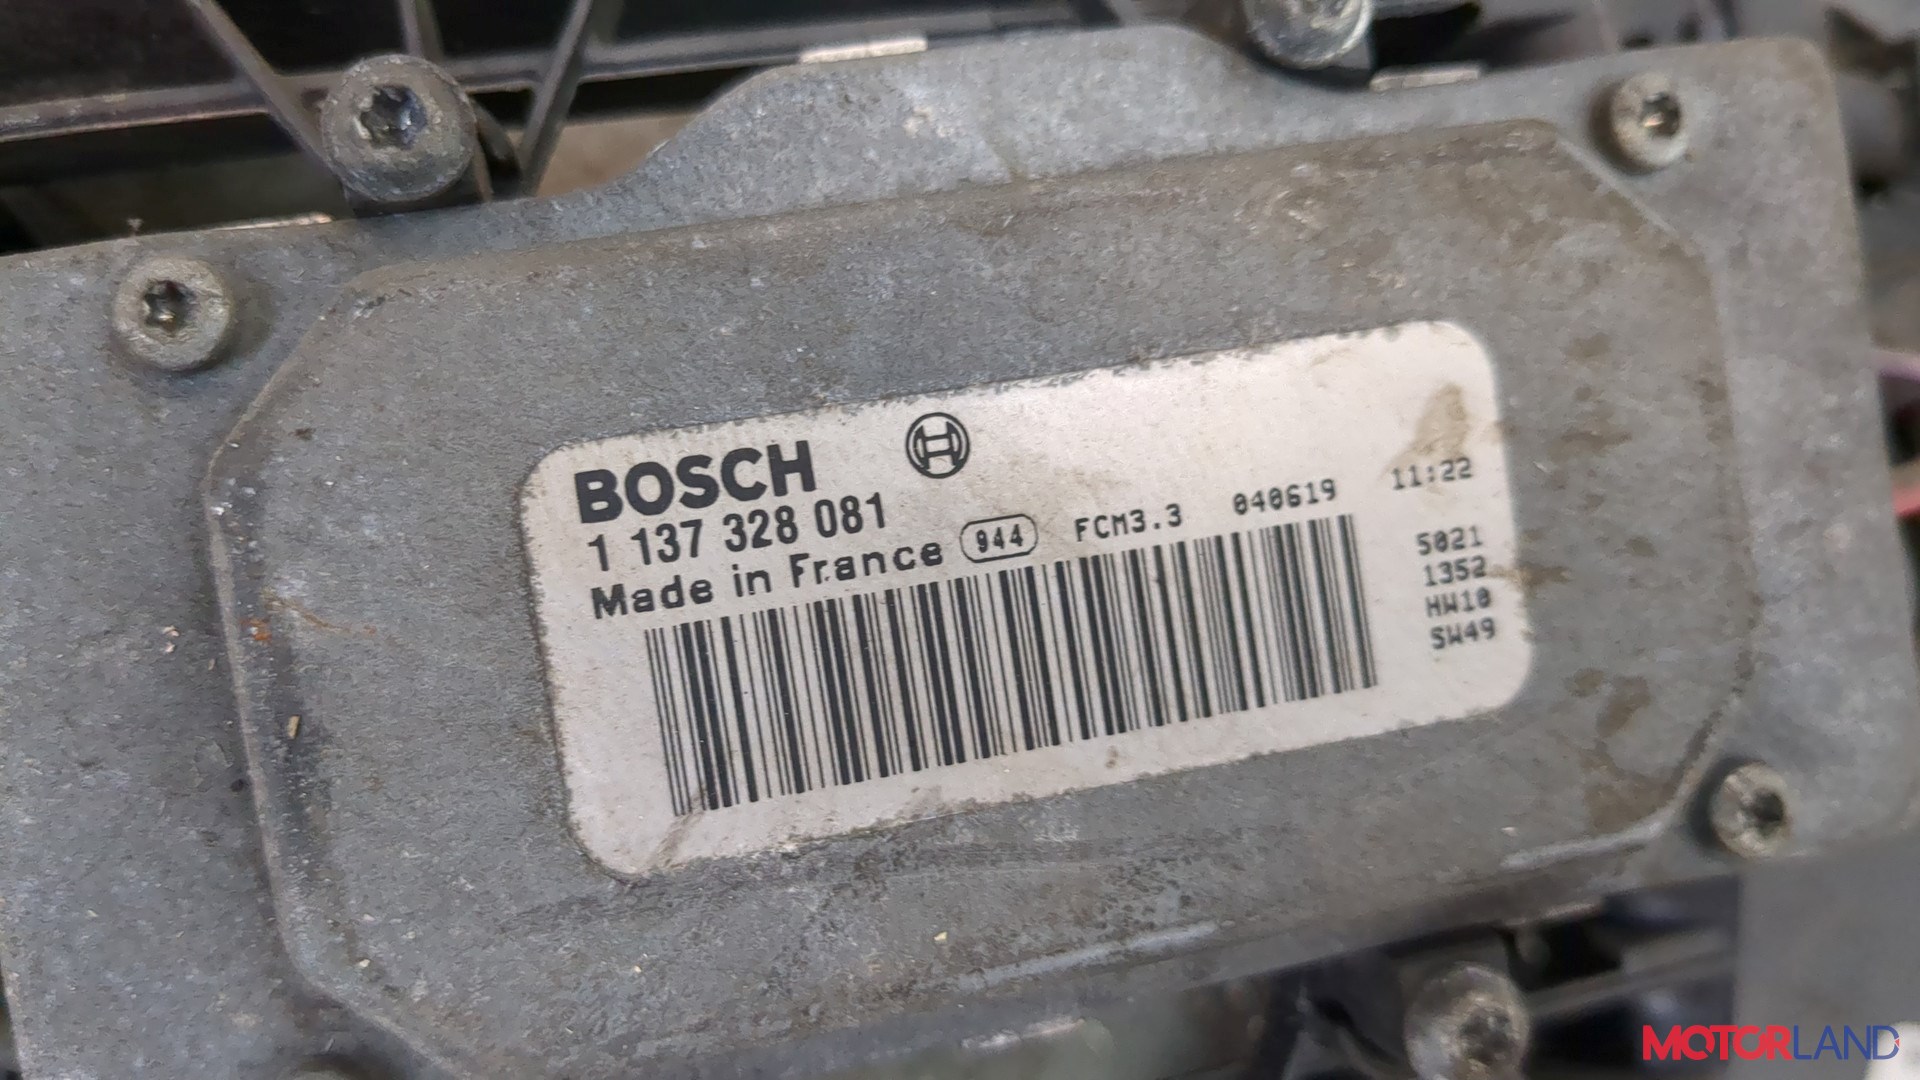 BOSCH
1 137 328 081
Made in France 944 FCM3.3 040619 11:22
5021
1352
HW10
SW49
MOTORLAND